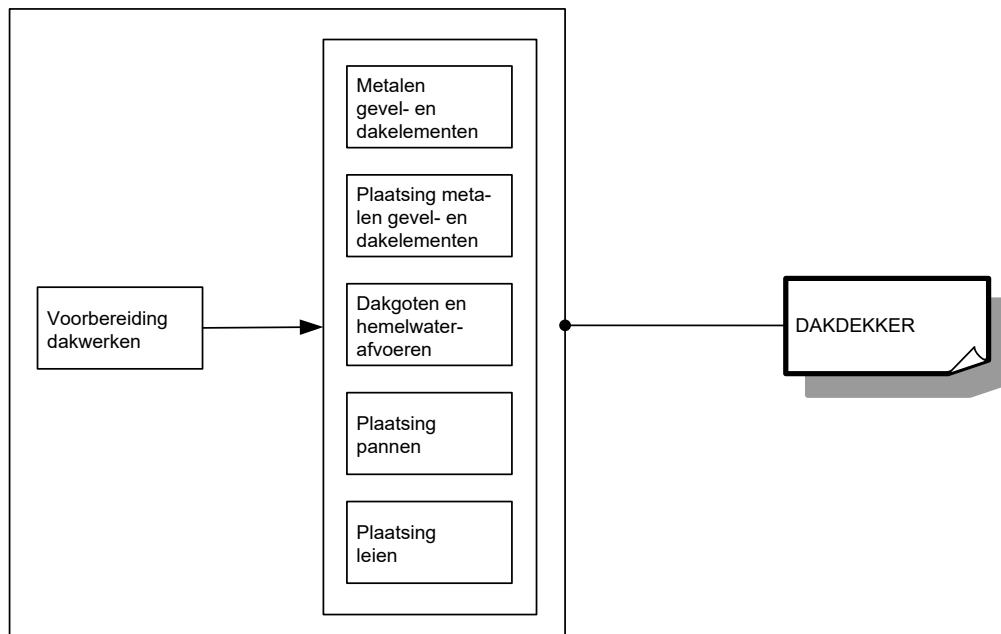 Metalen
gevel- en
dakelementen
Plaatsing meta-
len gevel- en
dakelementen
Voorbereiding
dakwerken
Dakgoten en
hemelwater-
afvoeren
DAKDEKKER
Plaatsing
pannen
Plaatsing
leien